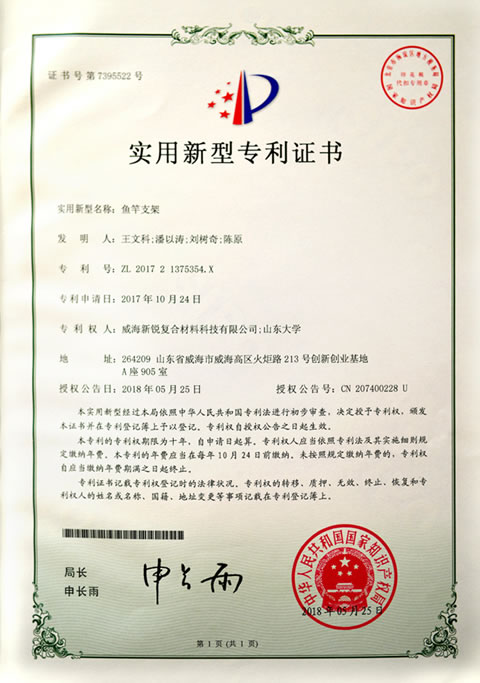 证书号第7395522号
实用新型专利证书
实用新型名称：鱼竿支架
发明人：王文科;潘以涛;刘树奇;陈原
专利号：ZL 2017 2 1375354.X
专利申请日：2017年10月24日
专利权人：威海新锐复合材料科技有限公司;山东大学
地址：264209 山东省威海市威海高区火炬路213号创新创业基地
A座905室
授权公告日：2018年05月25日 授权公告号：CN 207400228 U
本实用新型经过本局依照中华人民共和国专利法进行初步审查，决定授予专利权，颁发
本证书并在专利登记簿上予以登记。专利权自授权公告之日起生效。
本专利的专利权期限为十年，自申请日起算。专利权人应当依照专利法及其实施细则规
定缴纳年费。本专利的年费应当在每年10月24日前缴纳。未按照规定缴纳年费的，专利权
自应当缴纳年费期满之日起终止。
专利证书记载专利权登记时的法律状况。专利权的转移、质押、无效、终止、恢复和专
利权人的姓名或名称、国籍、地址变更等事项记载在专利登记簿上。
局长
申长雨
申长雨
中华人民共和国国家知识产权局
2018年05月25日
第1页(共1页)